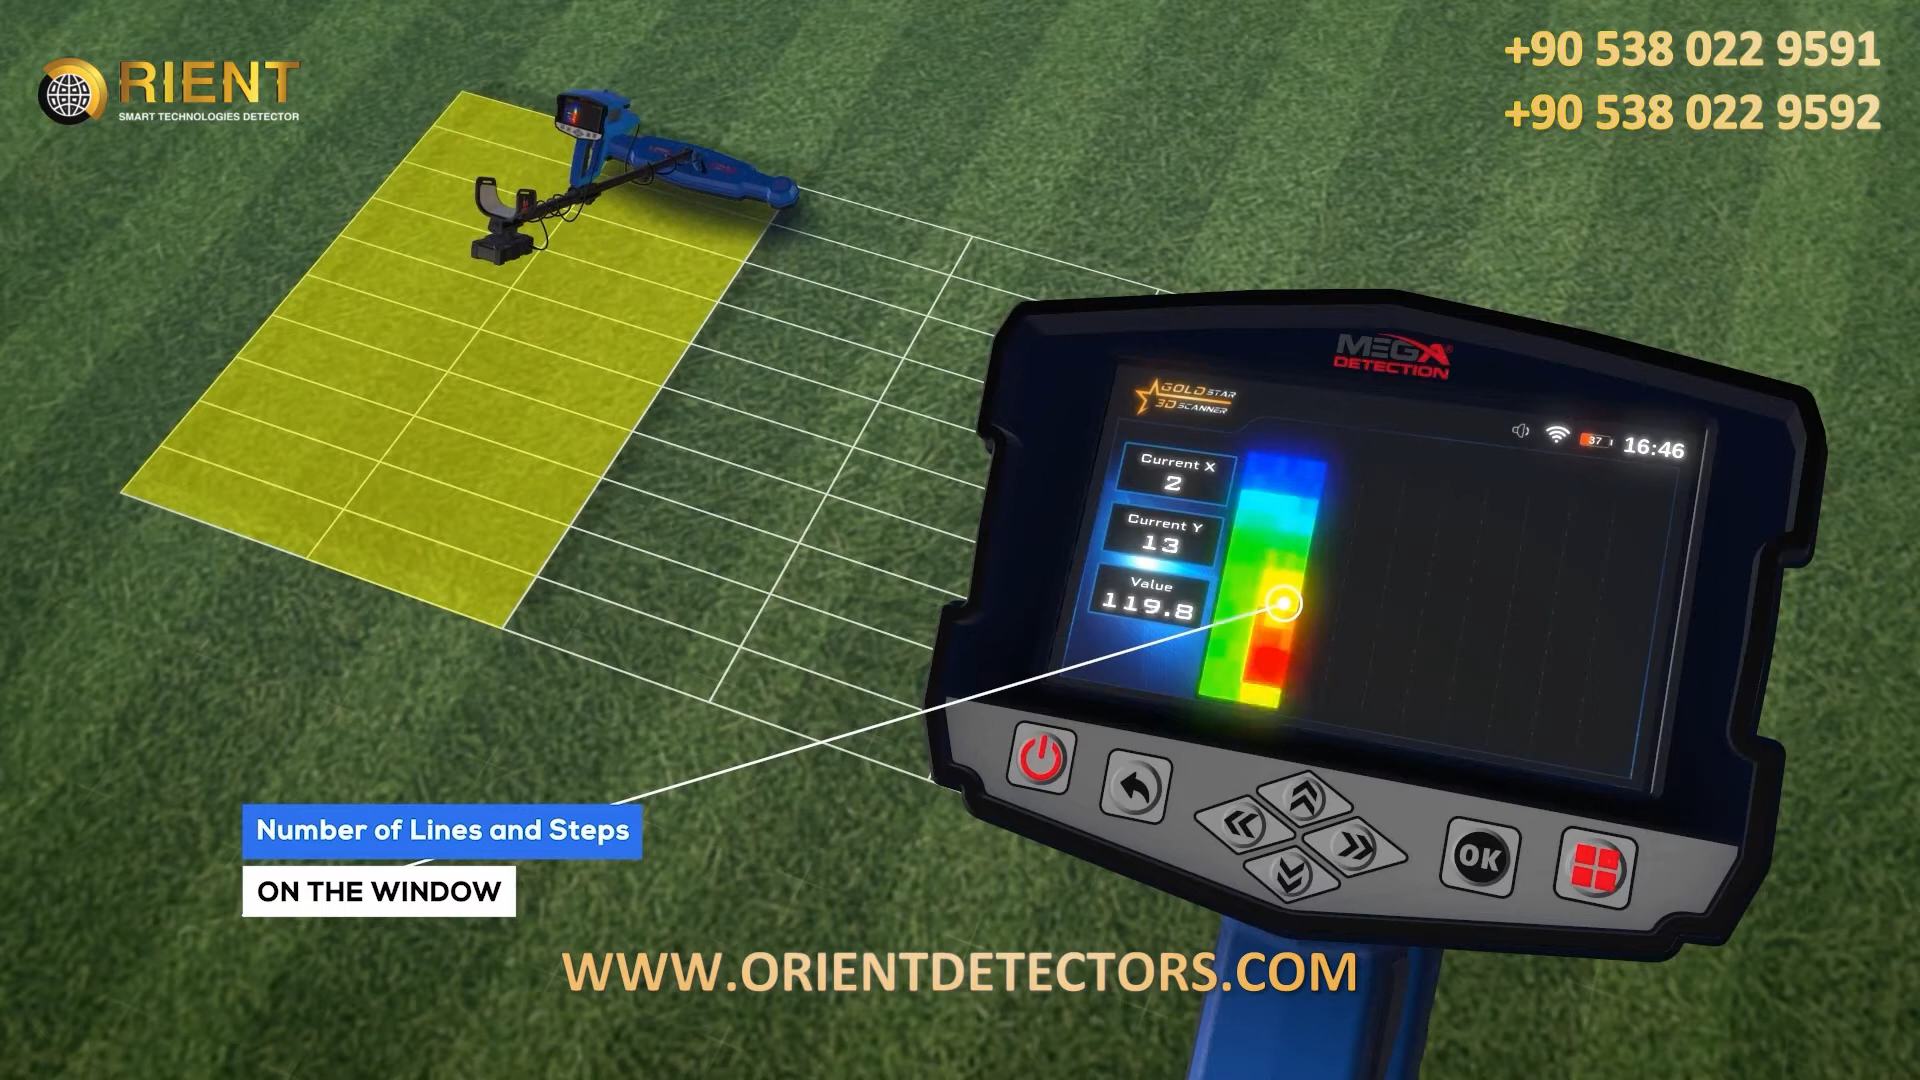 ORIENT
SMART TECHNOLOGIES DETECTOR
+90 538 022 9591
+90 538 022 9592
MEGA
DETECTION
GOLD STAR
3D SCANNER
37
16:46
Current X
2
Current Y
13
Value
119.8
Number of Lines and Steps
ON THE WINDOW
OK
WWW.ORIENTDETECTORS.COM